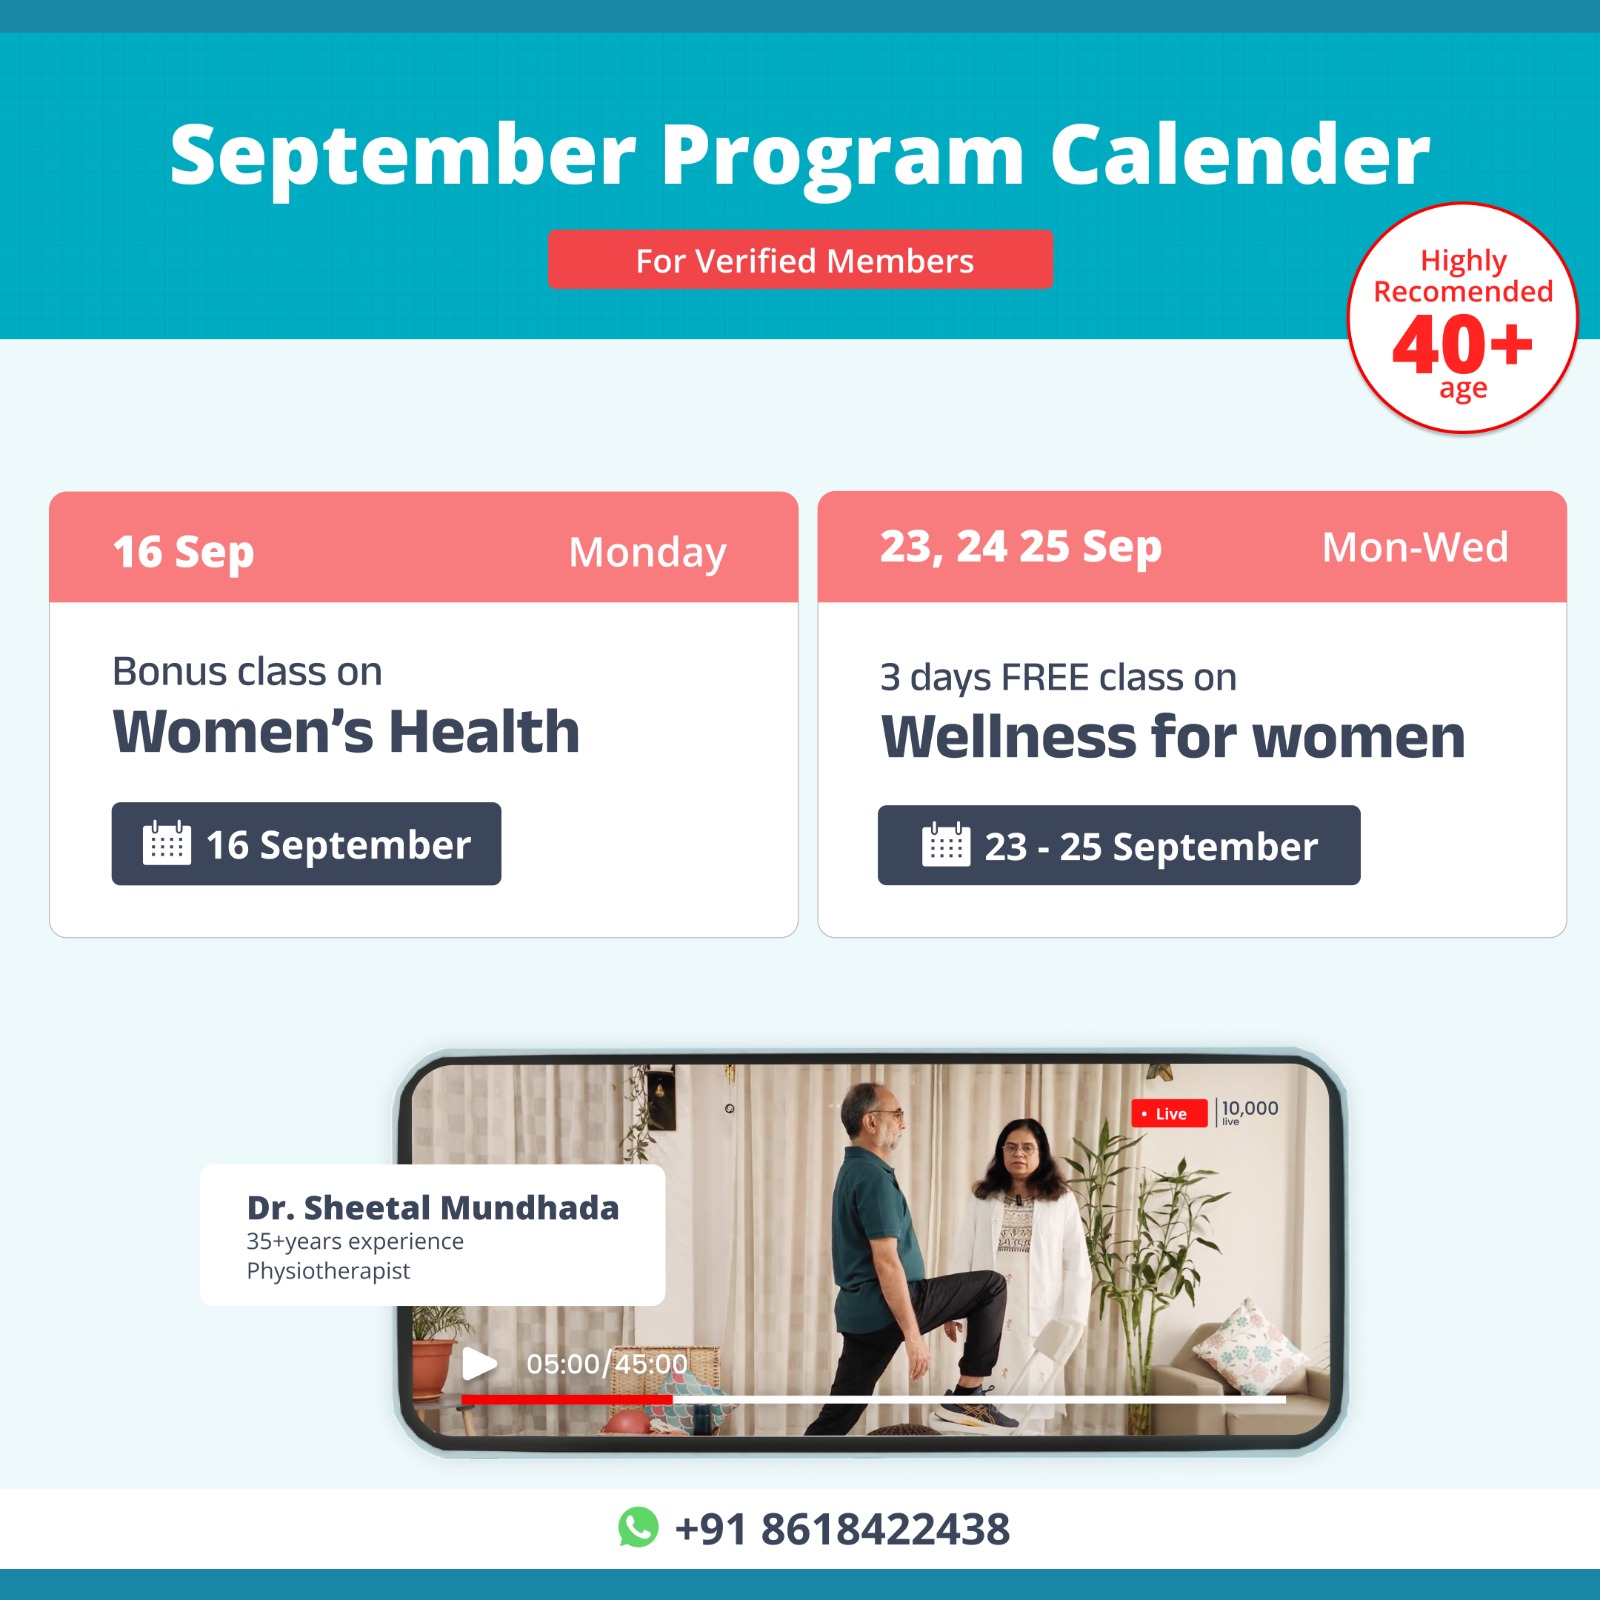 September Program Calender
For Verified Members
Highly
Recomended
40+
age
16 Sep
Monday
Bonus class on
Women’s Health
16 September
23, 24 25 Sep
Mon-Wed
3 days FREE class on
Wellness for women
23 - 25 September
• Live
10,000
live
Dr. Sheetal Mundhada
35+years experience
Physiotherapist
05:00/45:00
+91 8618422438